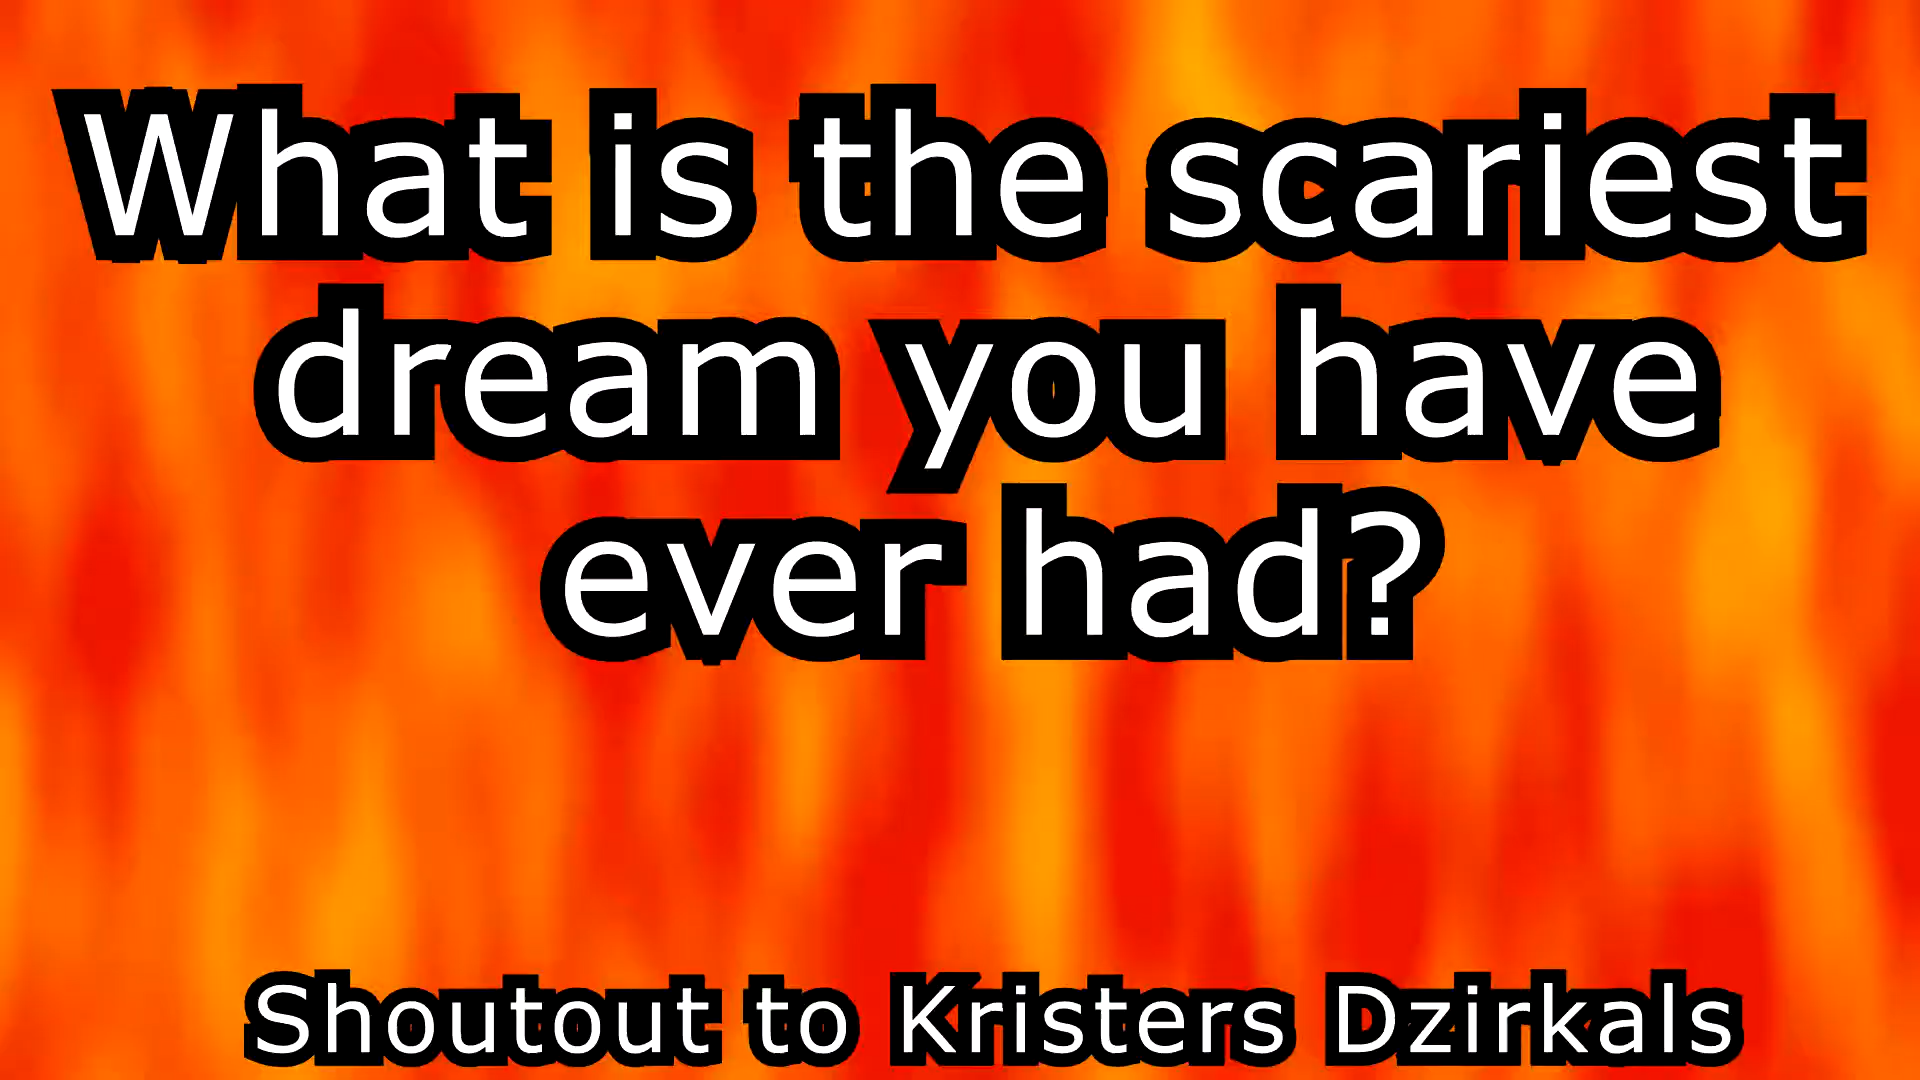 What is the scariest
dream you have
ever had?
Shoutout to Kristers Dzirkals